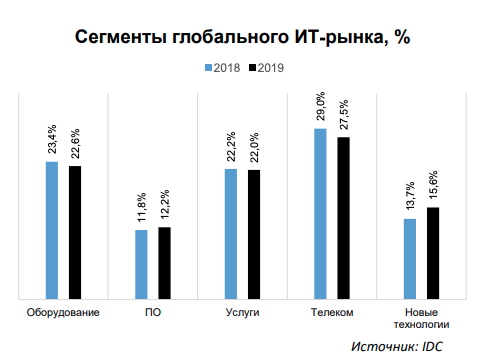 Сегменты глобального ИТ-рынка, %
2018 2019
23,4% 22,6% 11,8% 12,2% 22,2% 22,0% 29,0% 27,5% 13,7% 15,6%
Оборудование ПО Услуги Телеком Новые
технологии
Источник: IDC